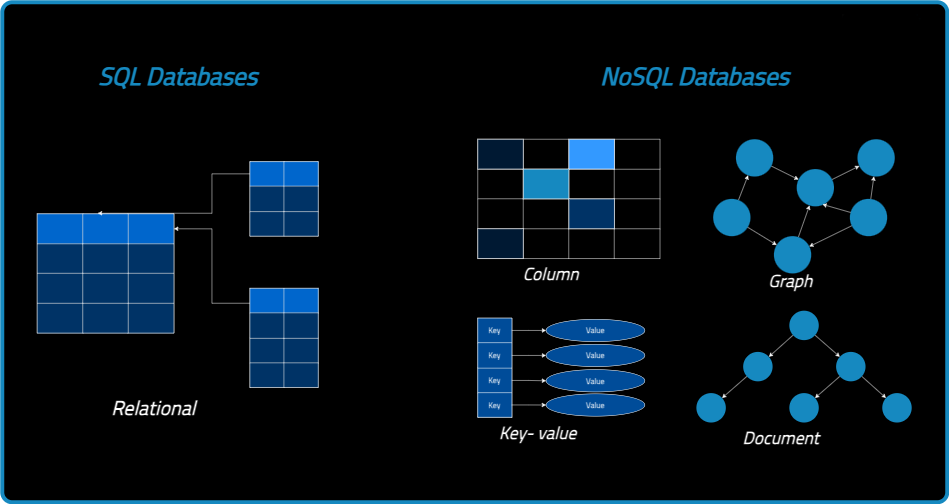 SQL Databases
NoSQL Databases
Relational
Column
Graph
Key Value
Key Value
Key Value
Key Value
Key- value
Document